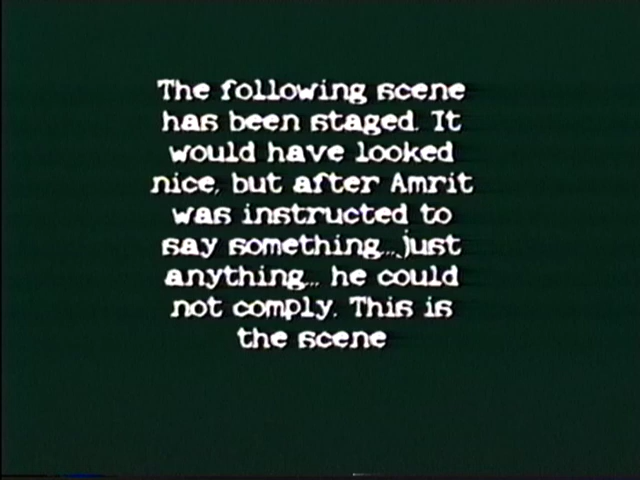 The following scene
has been staged. It
would have looked
nice, but after Amrit
was instructed to
say something...just
anything... he could
not comply. This is
the scene